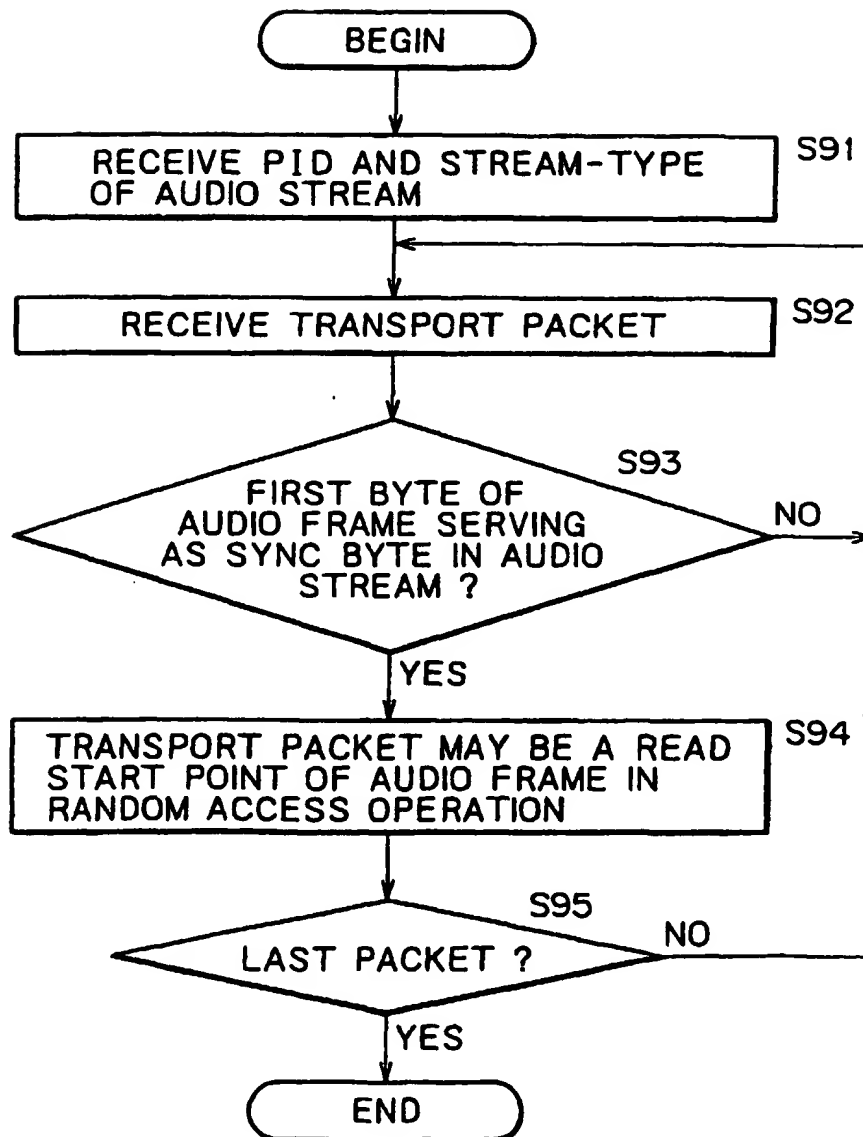 BEGIN
RECEIVE PID AND STREAM-TYPE
OF AUDIO STREAM
S91
RECEIVE TRANSPORT PACKET
S92
S93
FIRST BYTE OF
AUDIO FRAME SERVING
AS SYNC BYTE IN AUDIO
STREAM ?
NO
YES
TRANSPORT PACKET MAY BE A READ
START POINT OF AUDIO FRAME IN
RANDOM ACCESS OPERATION
S94
S95
LAST PACKET ?
NO
YES
END